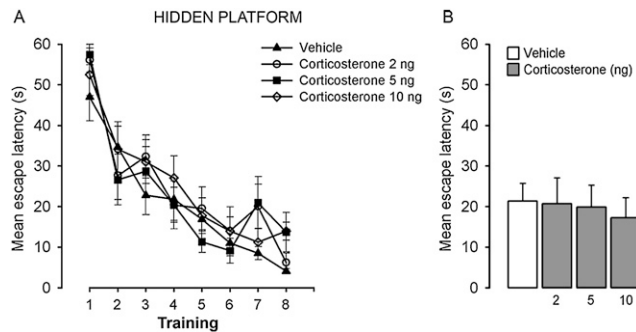 A
HIDDEN PLATFORM
Vehicle
Corticosterone 2 ng
Corticosterone 5 ng
Corticosterone 10 ng
Mean escape latency (s)
60
50
40
30
20
10
0
1 2 3 4 5 6 7 8
Training
B
Vehicle
Corticosterone (ng)
Mean escape latency (s)
60
50
40
30
20
10
0
2 5 10